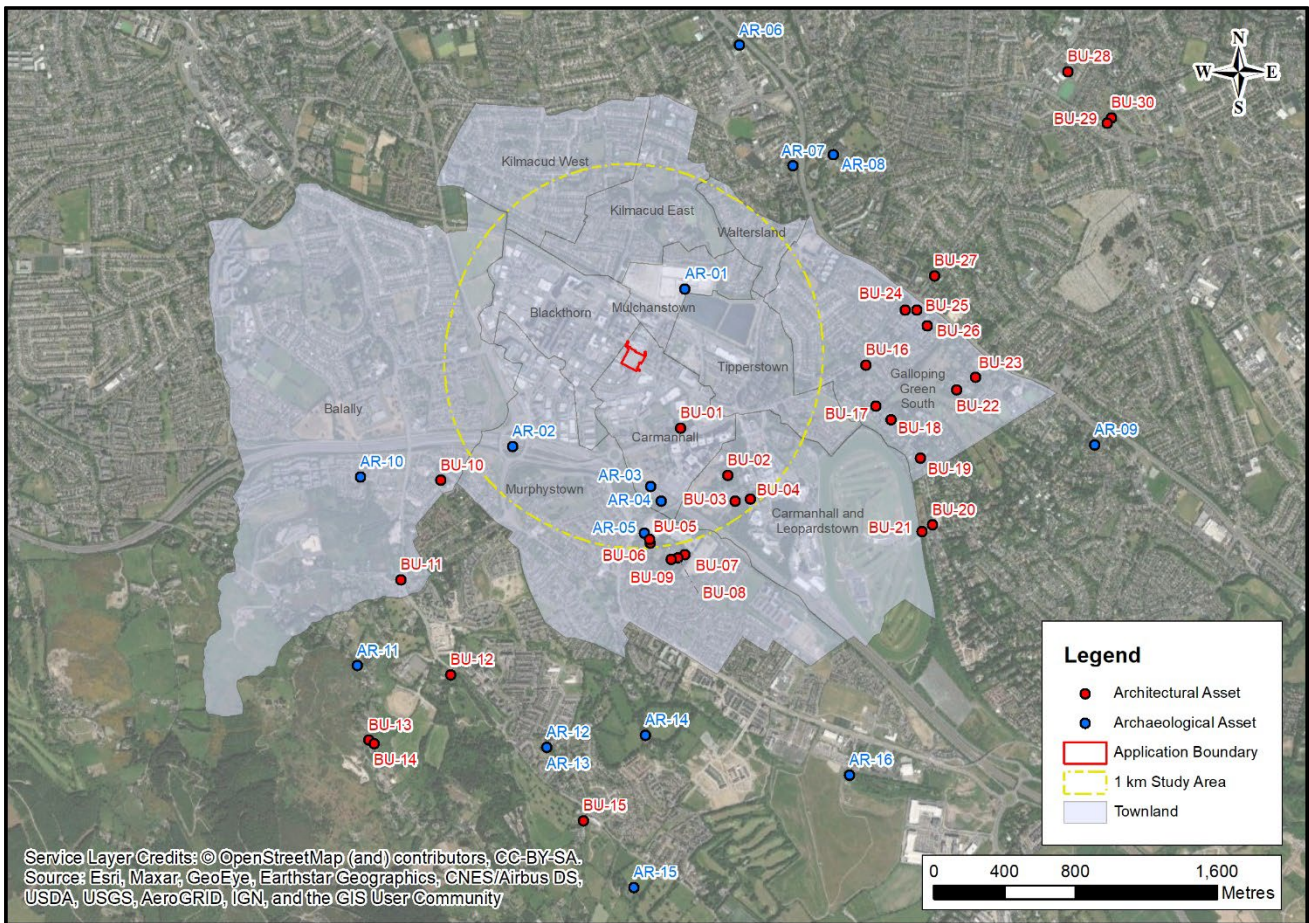 AR-06
N
W E
S
BU-28
BU-30
BU-29
Kilmacud West
AR-07
AR-08
Kilmacud East
Waltersland
AR-01
BU-27
Mulchanstown
BU-24
BU-25
Blackthorn
BU-26
BU-16
Tipperstown
BU-23
Galloping
Green
South
BU-22
Balally
BU-17
BU-18
BU-01
Carmanhall
AR-02
AR-09
AR-10
BU-10
BU-02
BU-19
AR-03
Murphystown
AR-04
BU-03
BU-04
Carmanhall and
Leopardstown
BU-20
BU-21
AR-05
BU-05
BU-06
BU-09
BU-07
BU-08
BU-11
AR-11
BU-12
BU-13
BU-14
AR-12
AR-13
AR-14
AR-16
BU-15
AR-15
Legend
Architectural Asset
Archaeological Asset
Application Boundary
1 km Study Area
Townland
Service Layer Credits: © OpenStreetMap (and) contributors, CC-BY-SA.
Source: Esri, Maxar, GeoEye, Earthstar Geographics, CNES/Airbus DS,
USDA, USGS, AeroGRID, IGN, and the GIS User Community
0 400 800 1,600
Metres